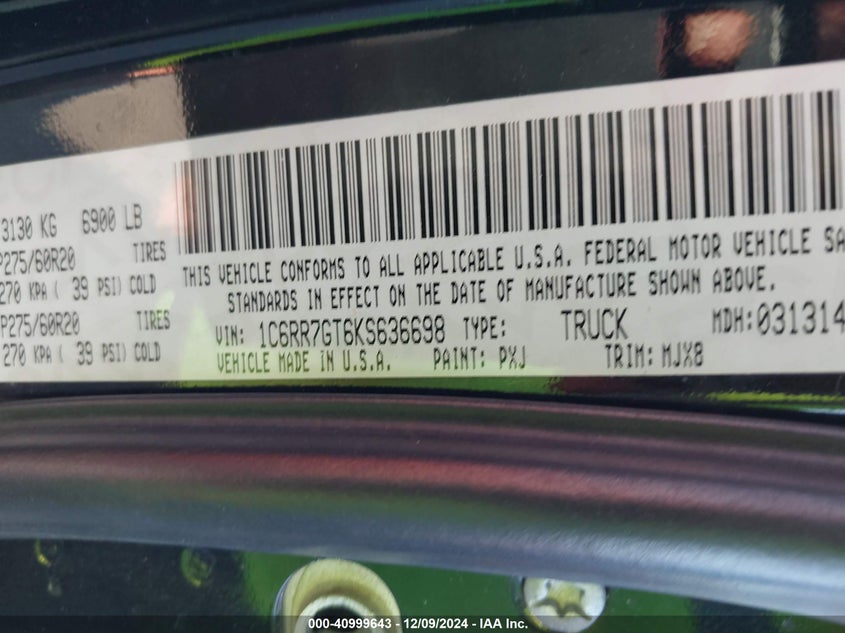 3130 KG 6900 LB
P275/60R20 TIRES
270 KPA ( 39 PSI) COLD
P275/60R20 TIRES
270 KPA ( 39 PSI) COLD
THIS VEHICLE CONFORMS TO ALL APPLICABLE U.S.A. FEDERAL MOTOR VEHICLE SA
STANDARDS IN EFFECT ON THE DATE OF MANUFACTURE SHOWN ABOVE.
VIN: 1C6RR7GT6KS636698 TYPE: TRUCK MDH:031314
VEHICLE MADE IN U.S.A. PAINT: PXJ TRIM: MJX8
000-40999643 - 12/09/2024 - IAA Inc.